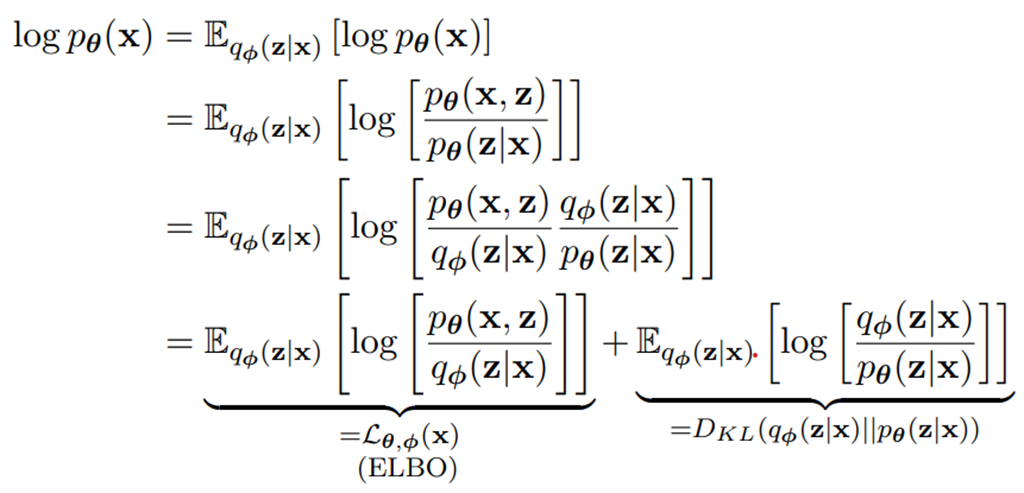 log p_θ(x) = 𝔼_{q_ϕ(z|x)} [log p_θ(x)]
= 𝔼_{q_ϕ(z|x)} [log [p_θ(x, z) / p_θ(z|x)]]
= 𝔼_{q_ϕ(z|x)} [log [p_θ(x, z) / q_ϕ(z|x) q_ϕ(z|x) / p_θ(z|x)]]
= 𝔼_{q_ϕ(z|x)} [log [p_θ(x, z) / q_ϕ(z|x)]] + 𝔼_{q_ϕ(z|x)} [log [q_ϕ(z|x) / p_θ(z|x)]]
=ℒ_{θ,ϕ}(x) =D_{KL}(q_ϕ(z|x)||p_θ(z|x))
(ELBO)